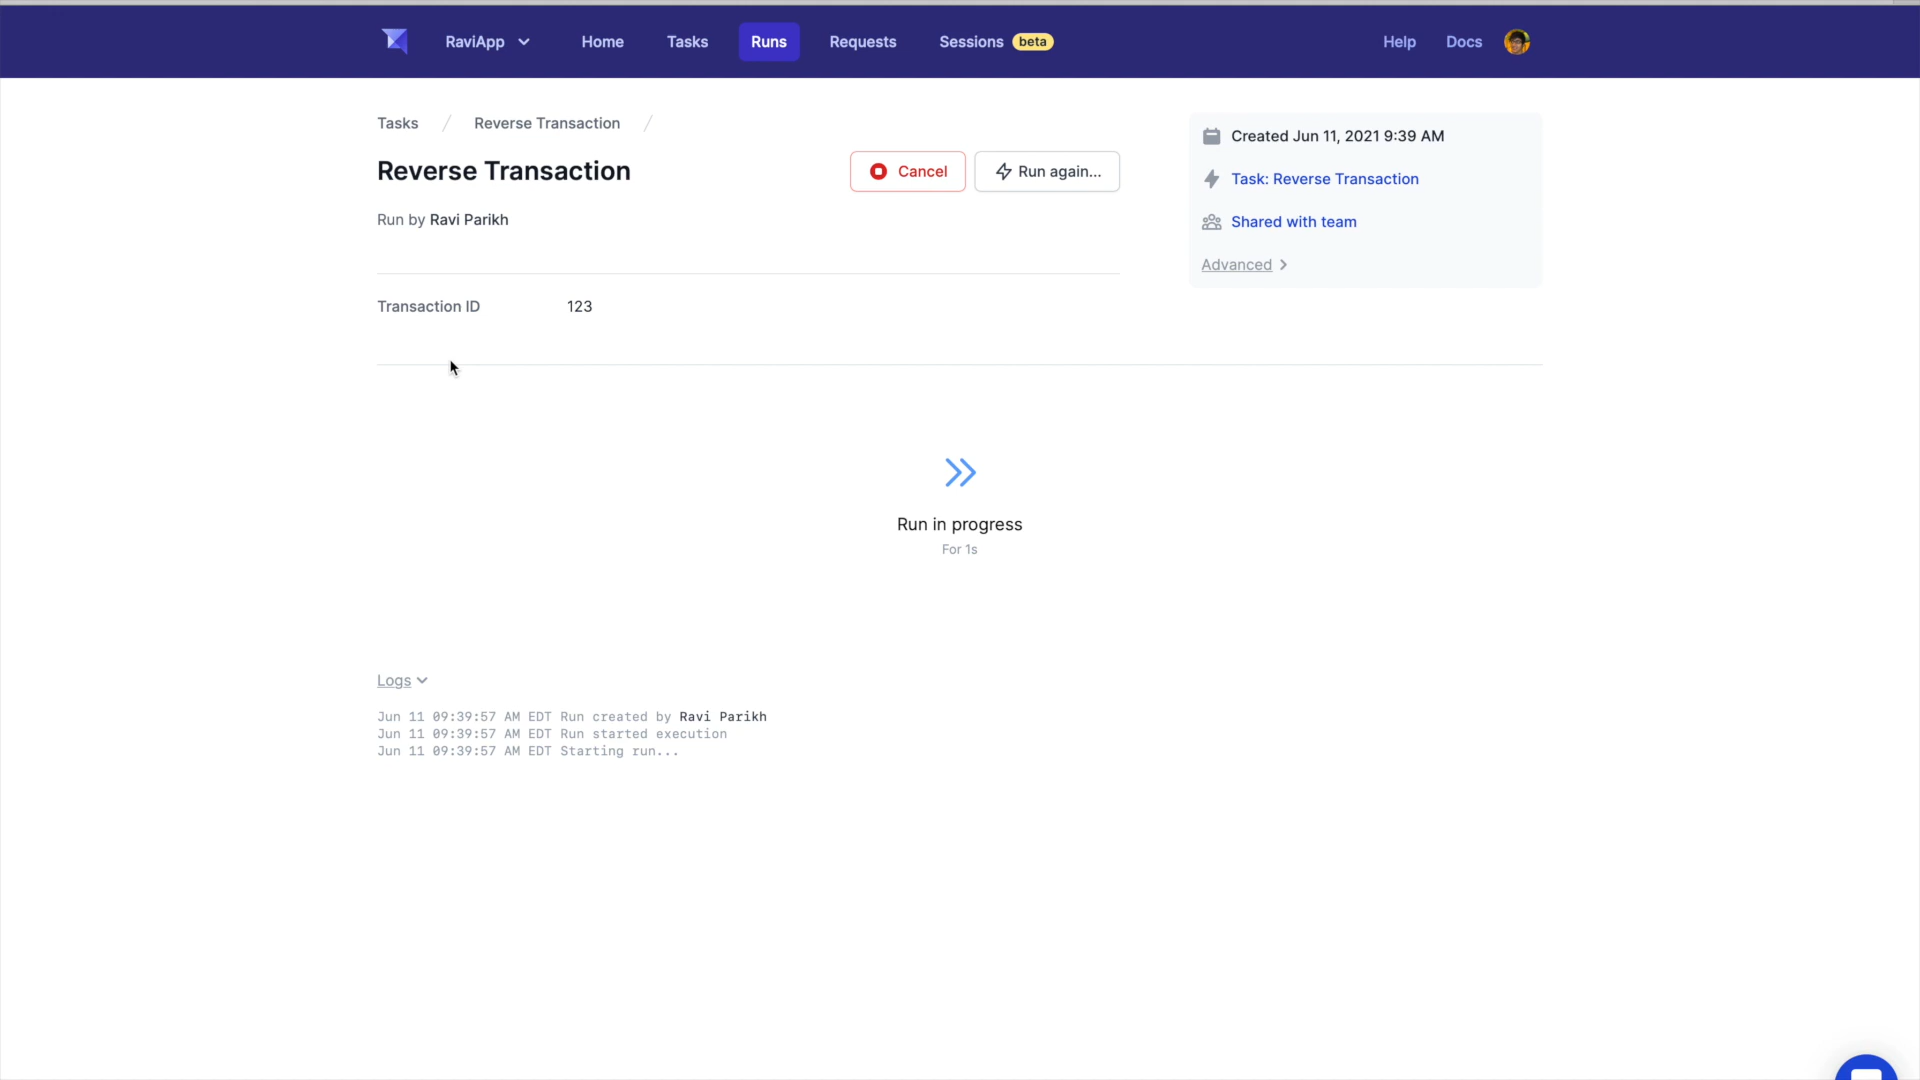 RaviApp Home Tasks Runs Requests Sessions beta Help Docs
Tasks / Reverse Transaction /
Reverse Transaction
Cancel
Run again...
Run by Ravi Parikh
Created Jun 11, 2021 9:39 AM
Task: Reverse Transaction
Shared with team
Advanced
Transaction ID 123
Run in progress
For 1s
Logs
Jun 11 09:39:57 AM EDT Run created by Ravi Parikh
Jun 11 09:39:57 AM EDT Run started execution
Jun 11 09:39:57 AM EDT Starting run...